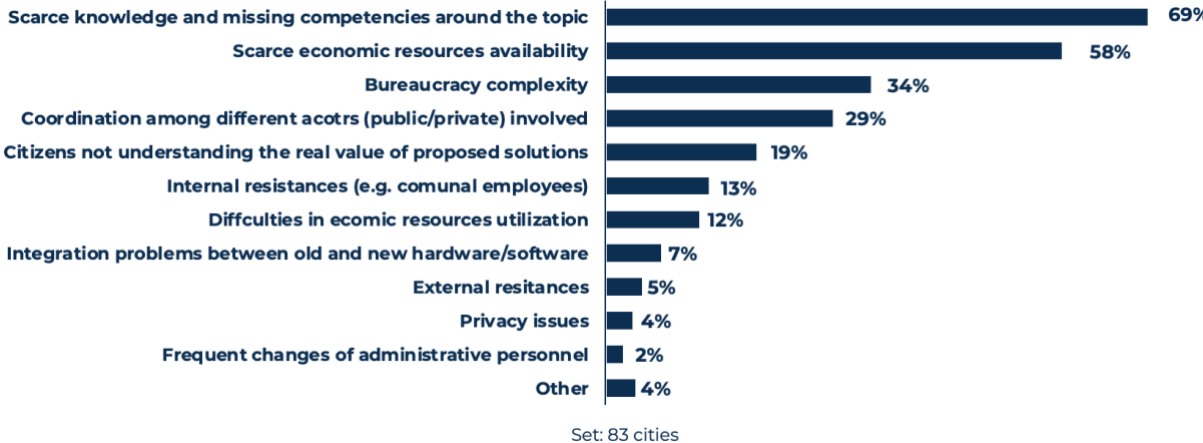 Scarce knowledge and missing competencies around the topic 69%
Scarce economic resources availability 58%
Bureaucracy complexity 34%
Coordination among different acotrs (public/private) involved 29%
Citizens not understanding the real value of proposed solutions 19%
Internal resistances (e.g. comunal employees) 13%
Diffculties in ecomic resources utilization 12%
Integration problems between old and new hardware/software 7%
External resitances 5%
Privacy issues 4%
Frequent changes of administrative personnel 2%
Other 4%
Set: 83 cities